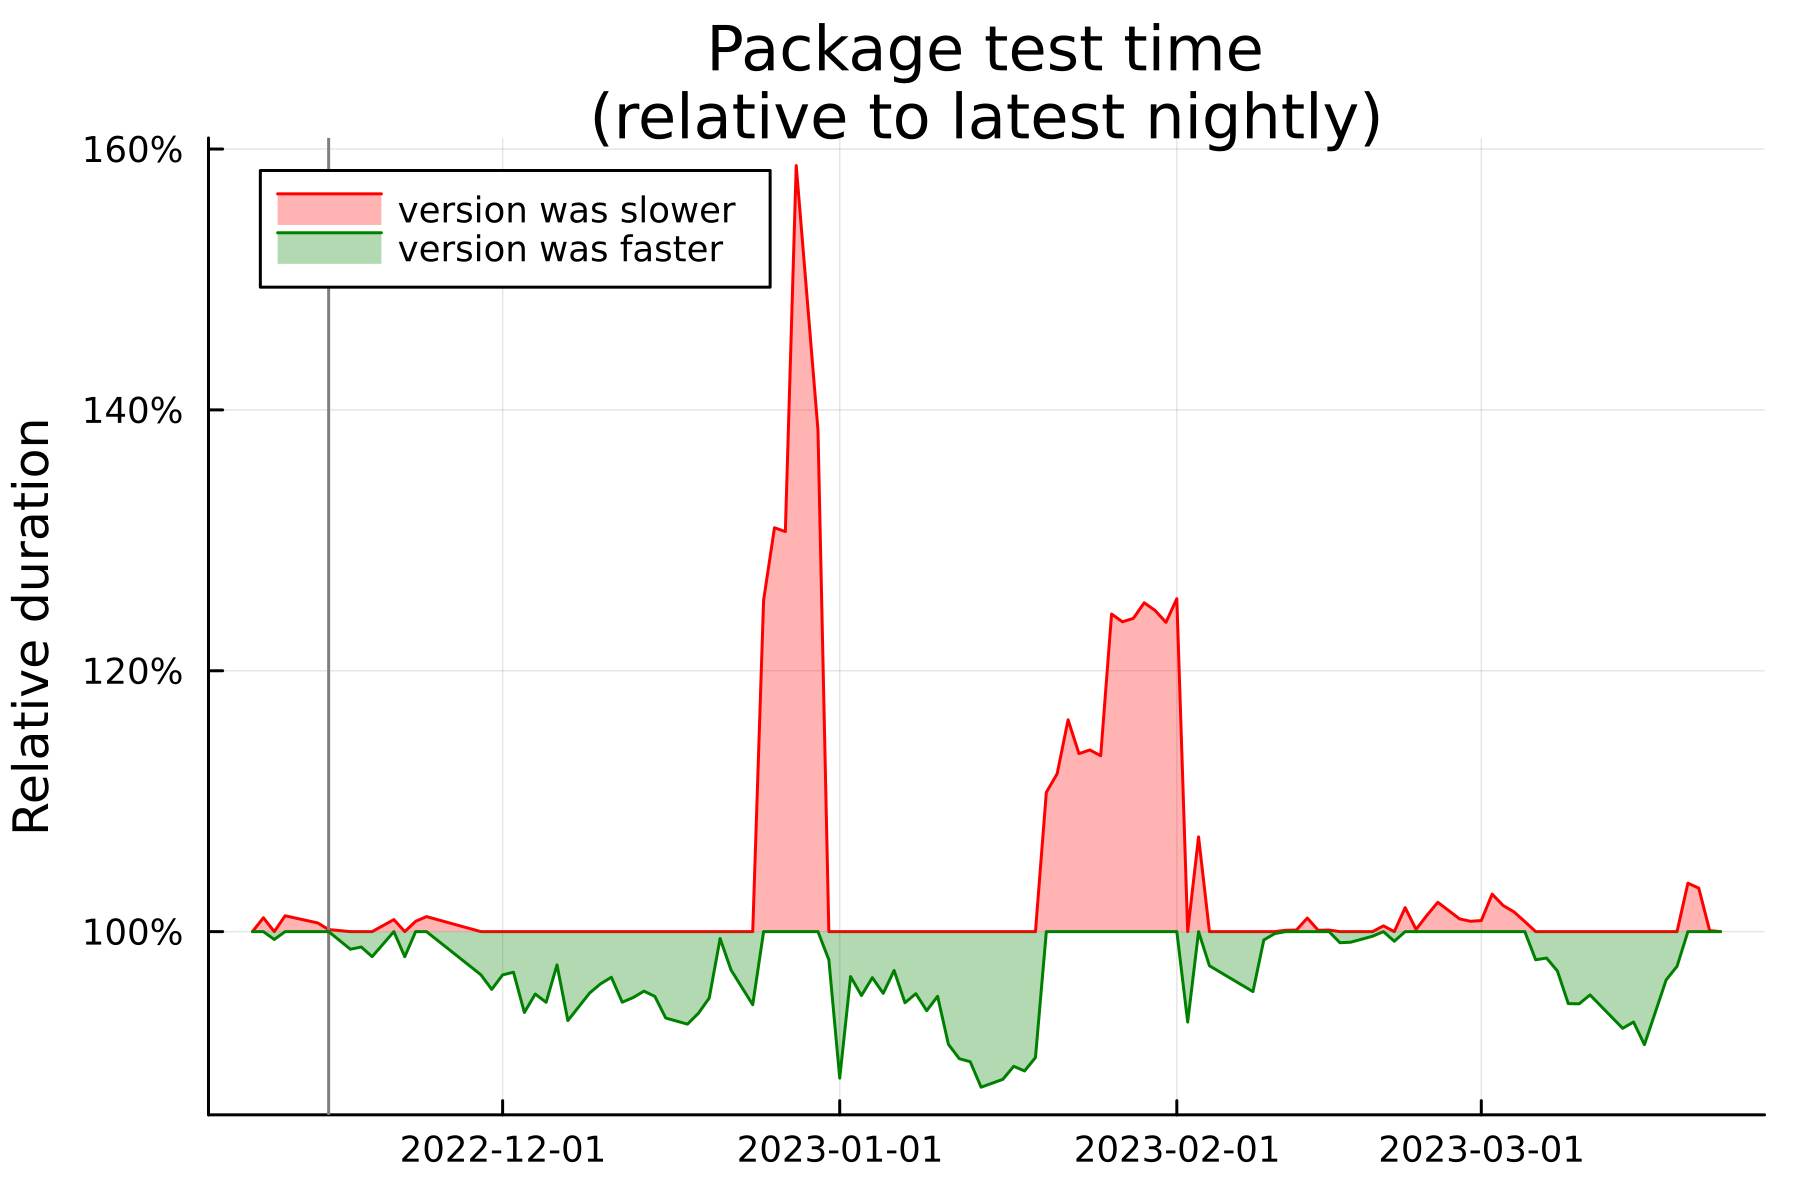 Package test time
(relative to latest nightly)
160%
version was slower
version was faster
140%
120%
100%
Relative duration
2022-12-01
2023-01-01
2023-02-01
2023-03-01